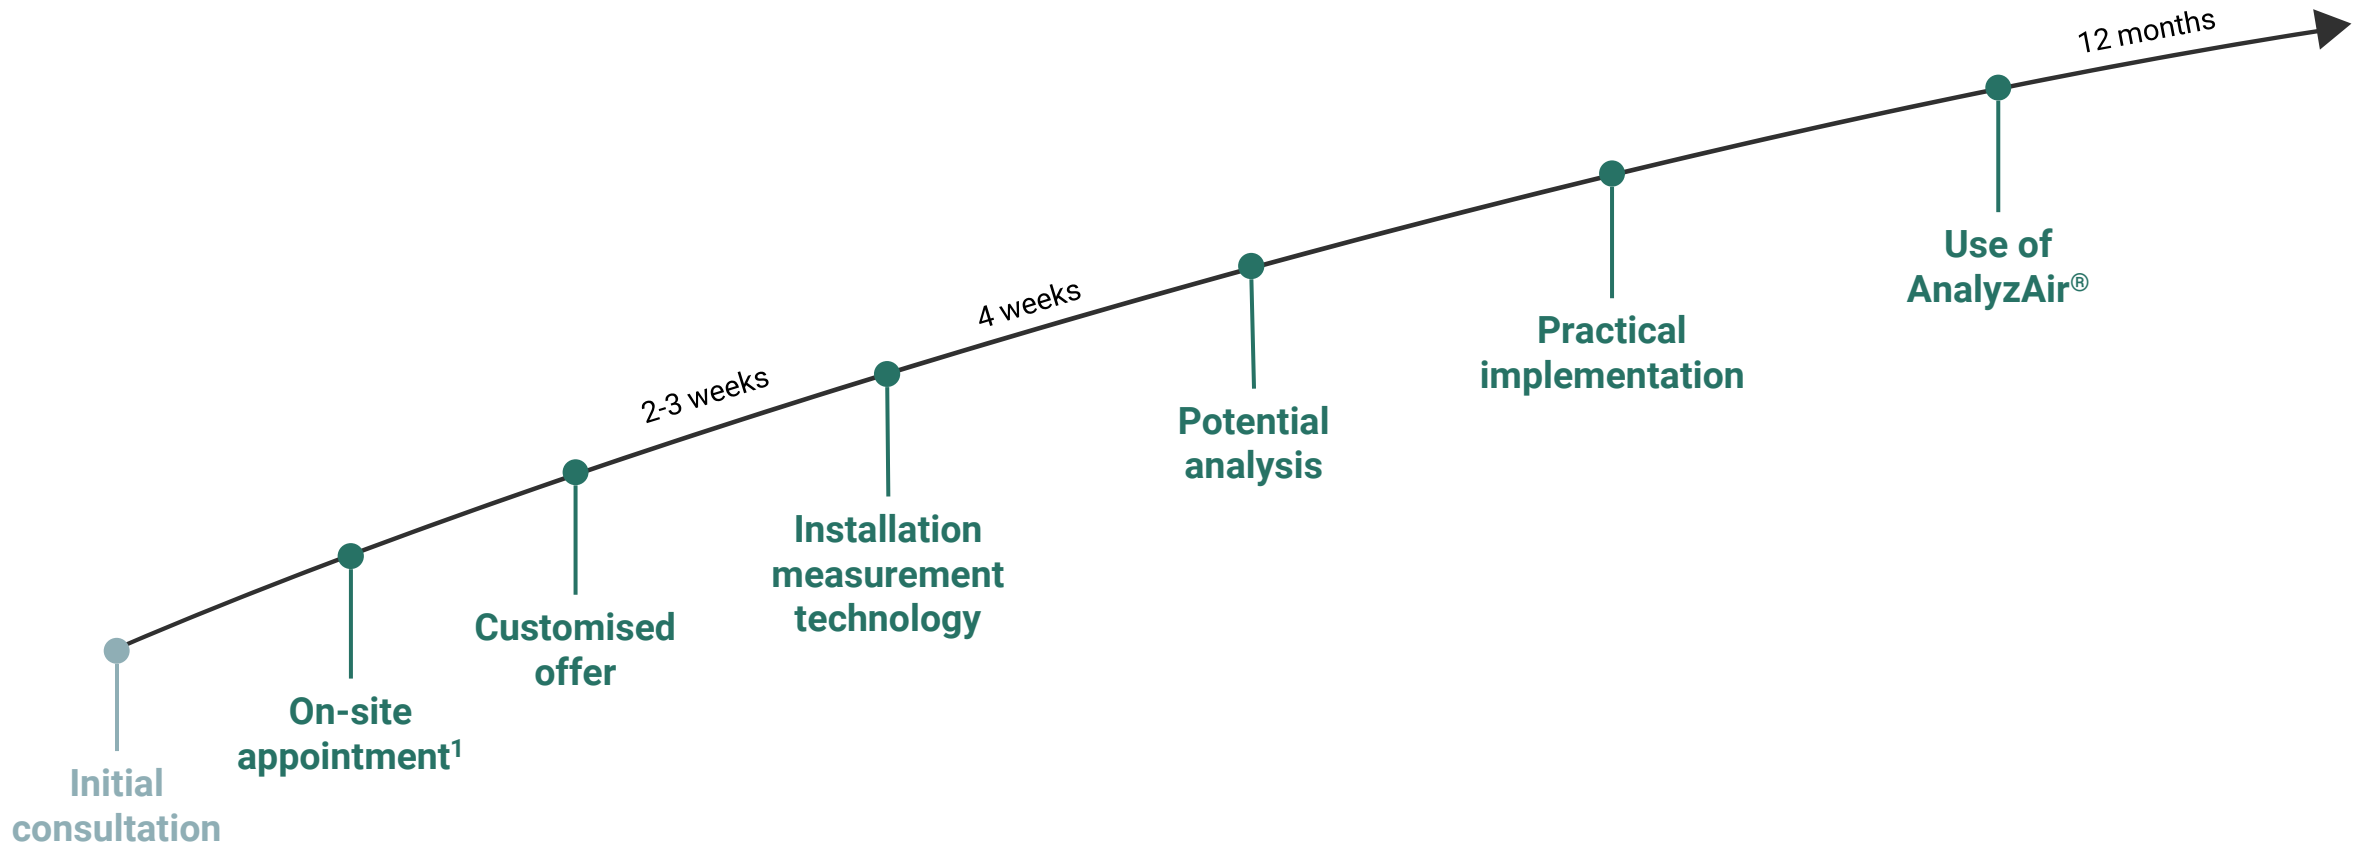 Initial
consultation
On-site
appointment¹
Customised
offer
2-3 weeks
Installation
measurement
technology
4 weeks
Potential
analysis
Practical
implementation
Use of
AnalyzAir®
12 months